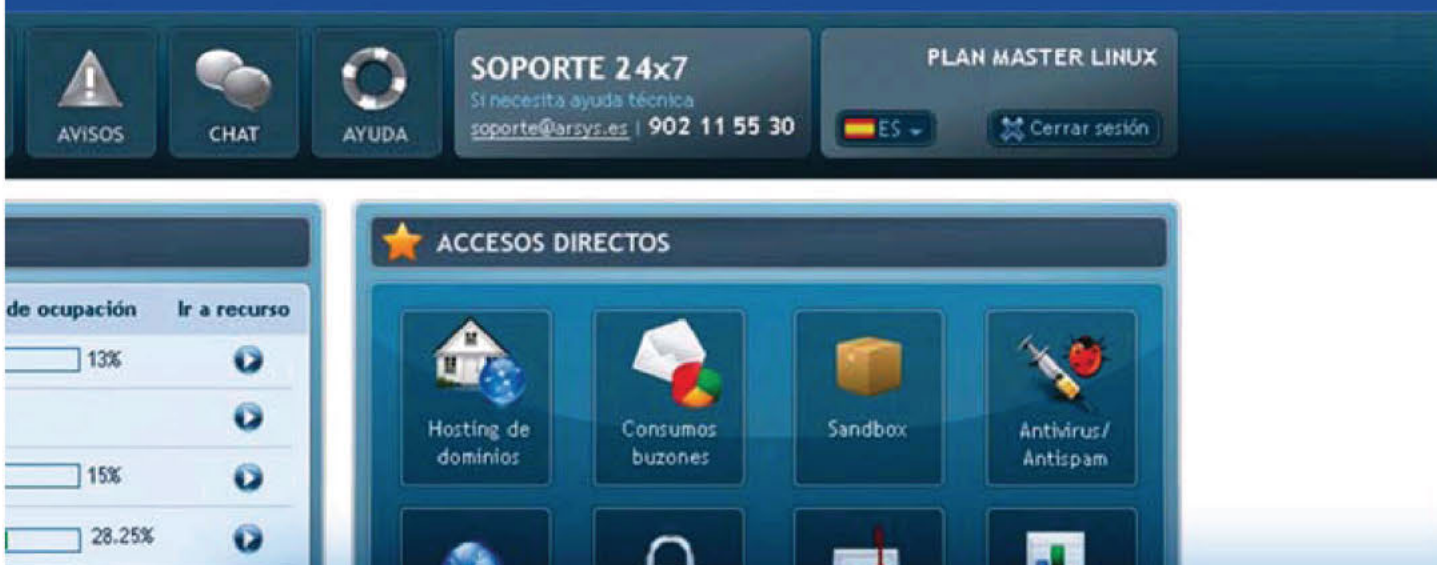 AVISOS
CHAT
AYUDA
SOPORTE 24x7
Si necesita ayuda técnica
soporte@arsys.es | 902 11 55 30
PLAN MASTER LINUX
ES
Cerrar sesión
de ocupación Ir a recurso
13%
15%
28.25%
ACCESOS DIRECTOS
Hosting de
dominios
Consumos
buzones
Sandbox
Antivirus/
Antispam